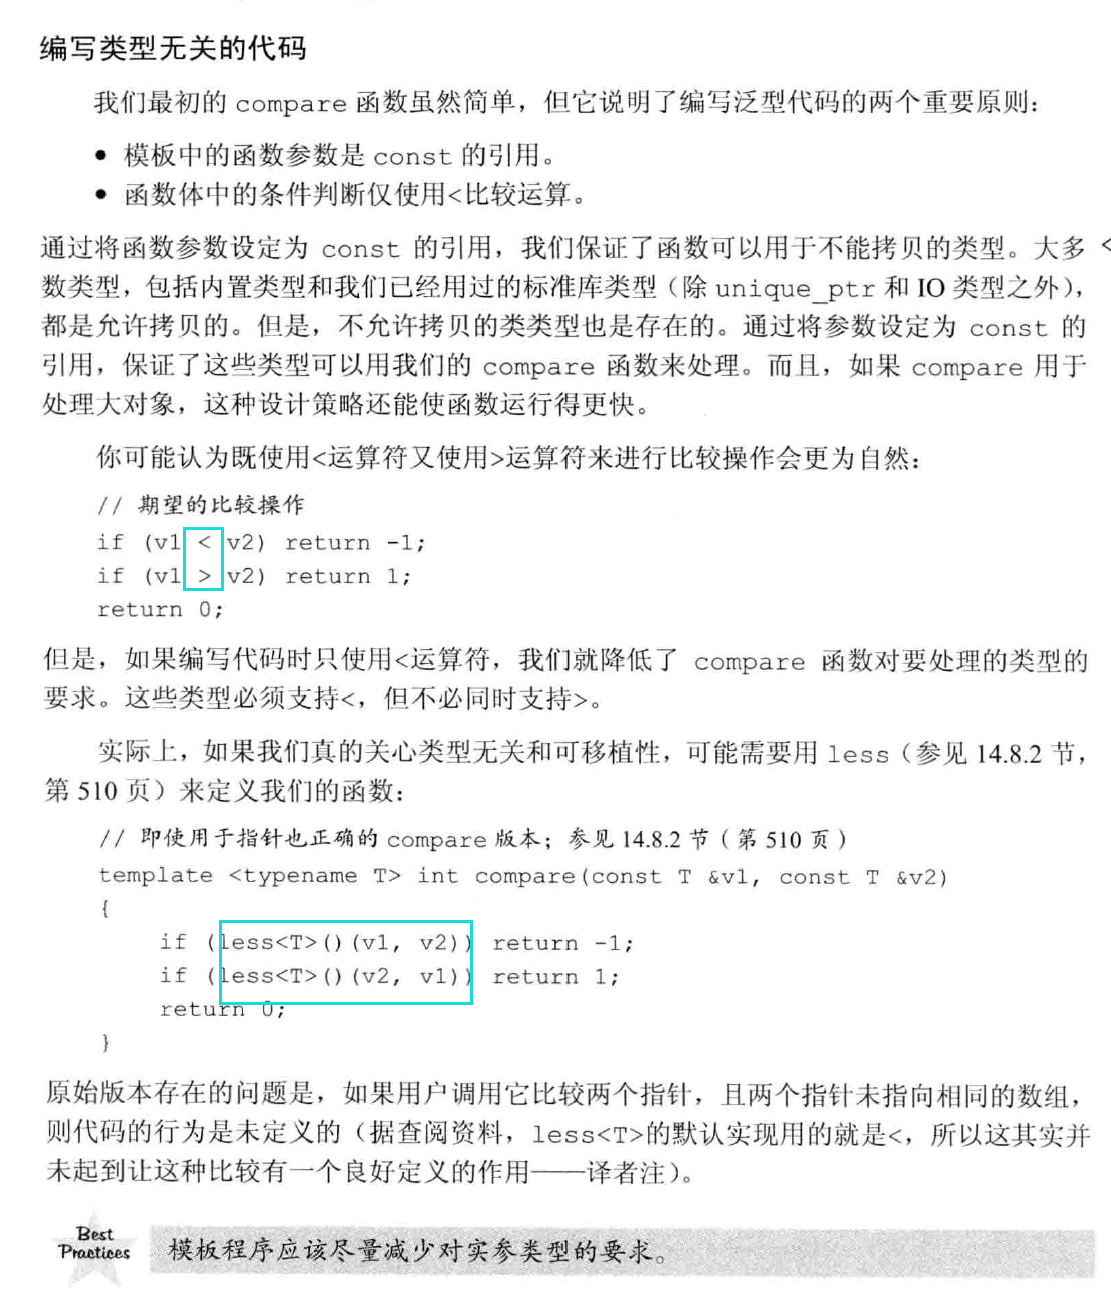 编写类型无关的代码
我们最初的 compare 函数虽然简单，但它说明了编写泛型代码的两个重要原则：
● 模板中的函数参数是 const 的引用。
● 函数体中的条件判断仅使用<比较运算。
通过将函数参数设定为 const 的引用，我们保证了函数可以用于不能拷贝的类型。大多 <
数类型，包括内置类型和我们已经用过的标准库类型（除 unique_ptr 和 IO 类型之外），
都是允许拷贝的。但是，不允许拷贝的类类型也是存在的。通过将参数设定为 const 的
引用，保证了这些类型可以用我们的 compare 函数来处理。而且，如果 compare 用于
处理大对象，这种设计策略还能使函数运行得更快。
你可能认为既使用<运算符又使用>运算符来进行比较操作会更为自然：
// 期望的比较操作
if (v1 < v2) return -1;
if (v1 > v2) return 1;
return 0;
但是，如果编写代码时只使用<运算符，我们就降低了 compare 函数对要处理的类型的
要求。这些类型必须支持<，但不必同时支持>。
实际上，如果我们真的关心类型无关和可移植性，可能需要用 less（参见 14.8.2 节，
第 510 页）来定义我们的函数：
// 即使用于指针也正确的 compare 版本；参见 14.8.2 节（第 510 页）
template <typename T> int compare(const T &v1, const T &v2)
{
if (less<T>()(v1, v2)) return -1;
if (less<T>()(v2, v1)) return 1;
return 0;
}
原始版本存在的问题是，如果用户调用它比较两个指针，且两个指针未指向相同的数组，
则代码的行为是未定义的（据查阅资料，less<T>的默认实现用的就是<，所以这其实并
未起到让这种比较有一个良好定义的作用——译者注）。
Best
Practices
模板程序应该尽量减少对实参类型的要求。